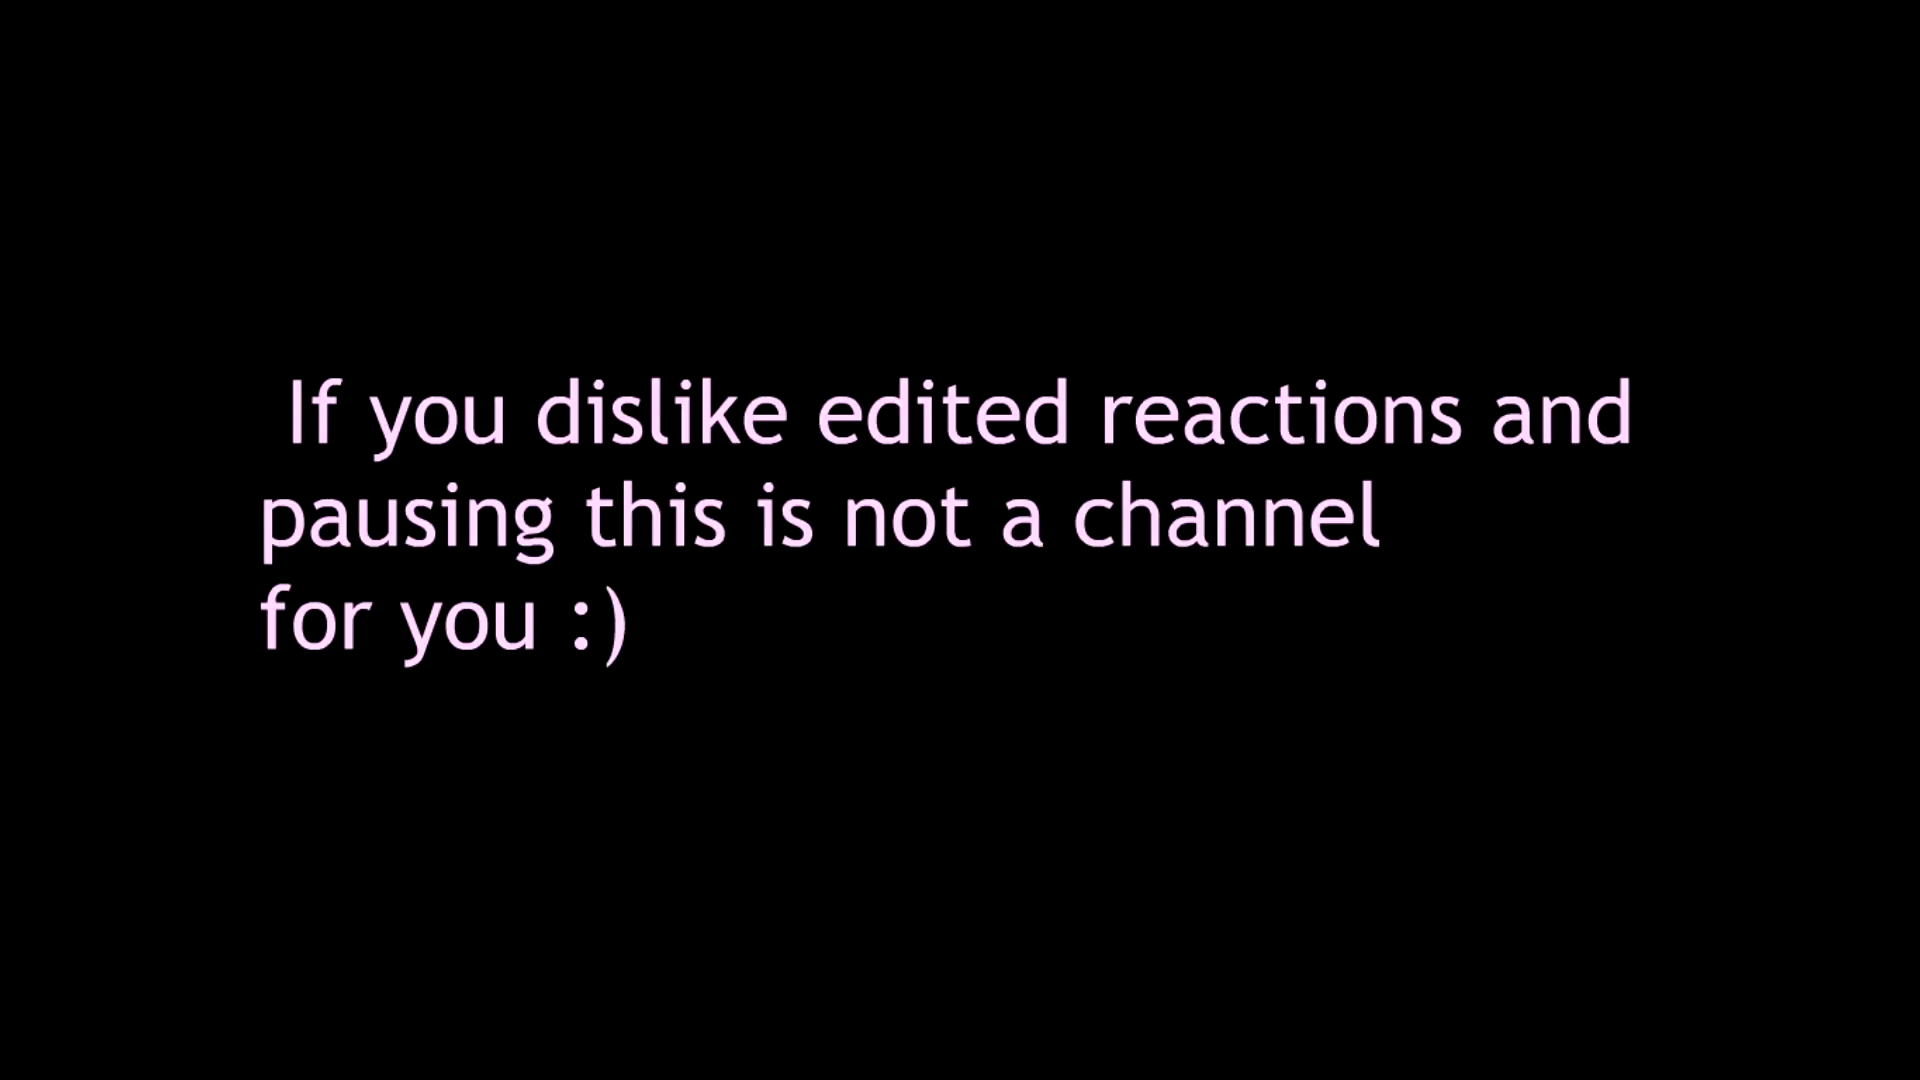 If you dislike edited reactions and
pausing this is not a channel
for you :)